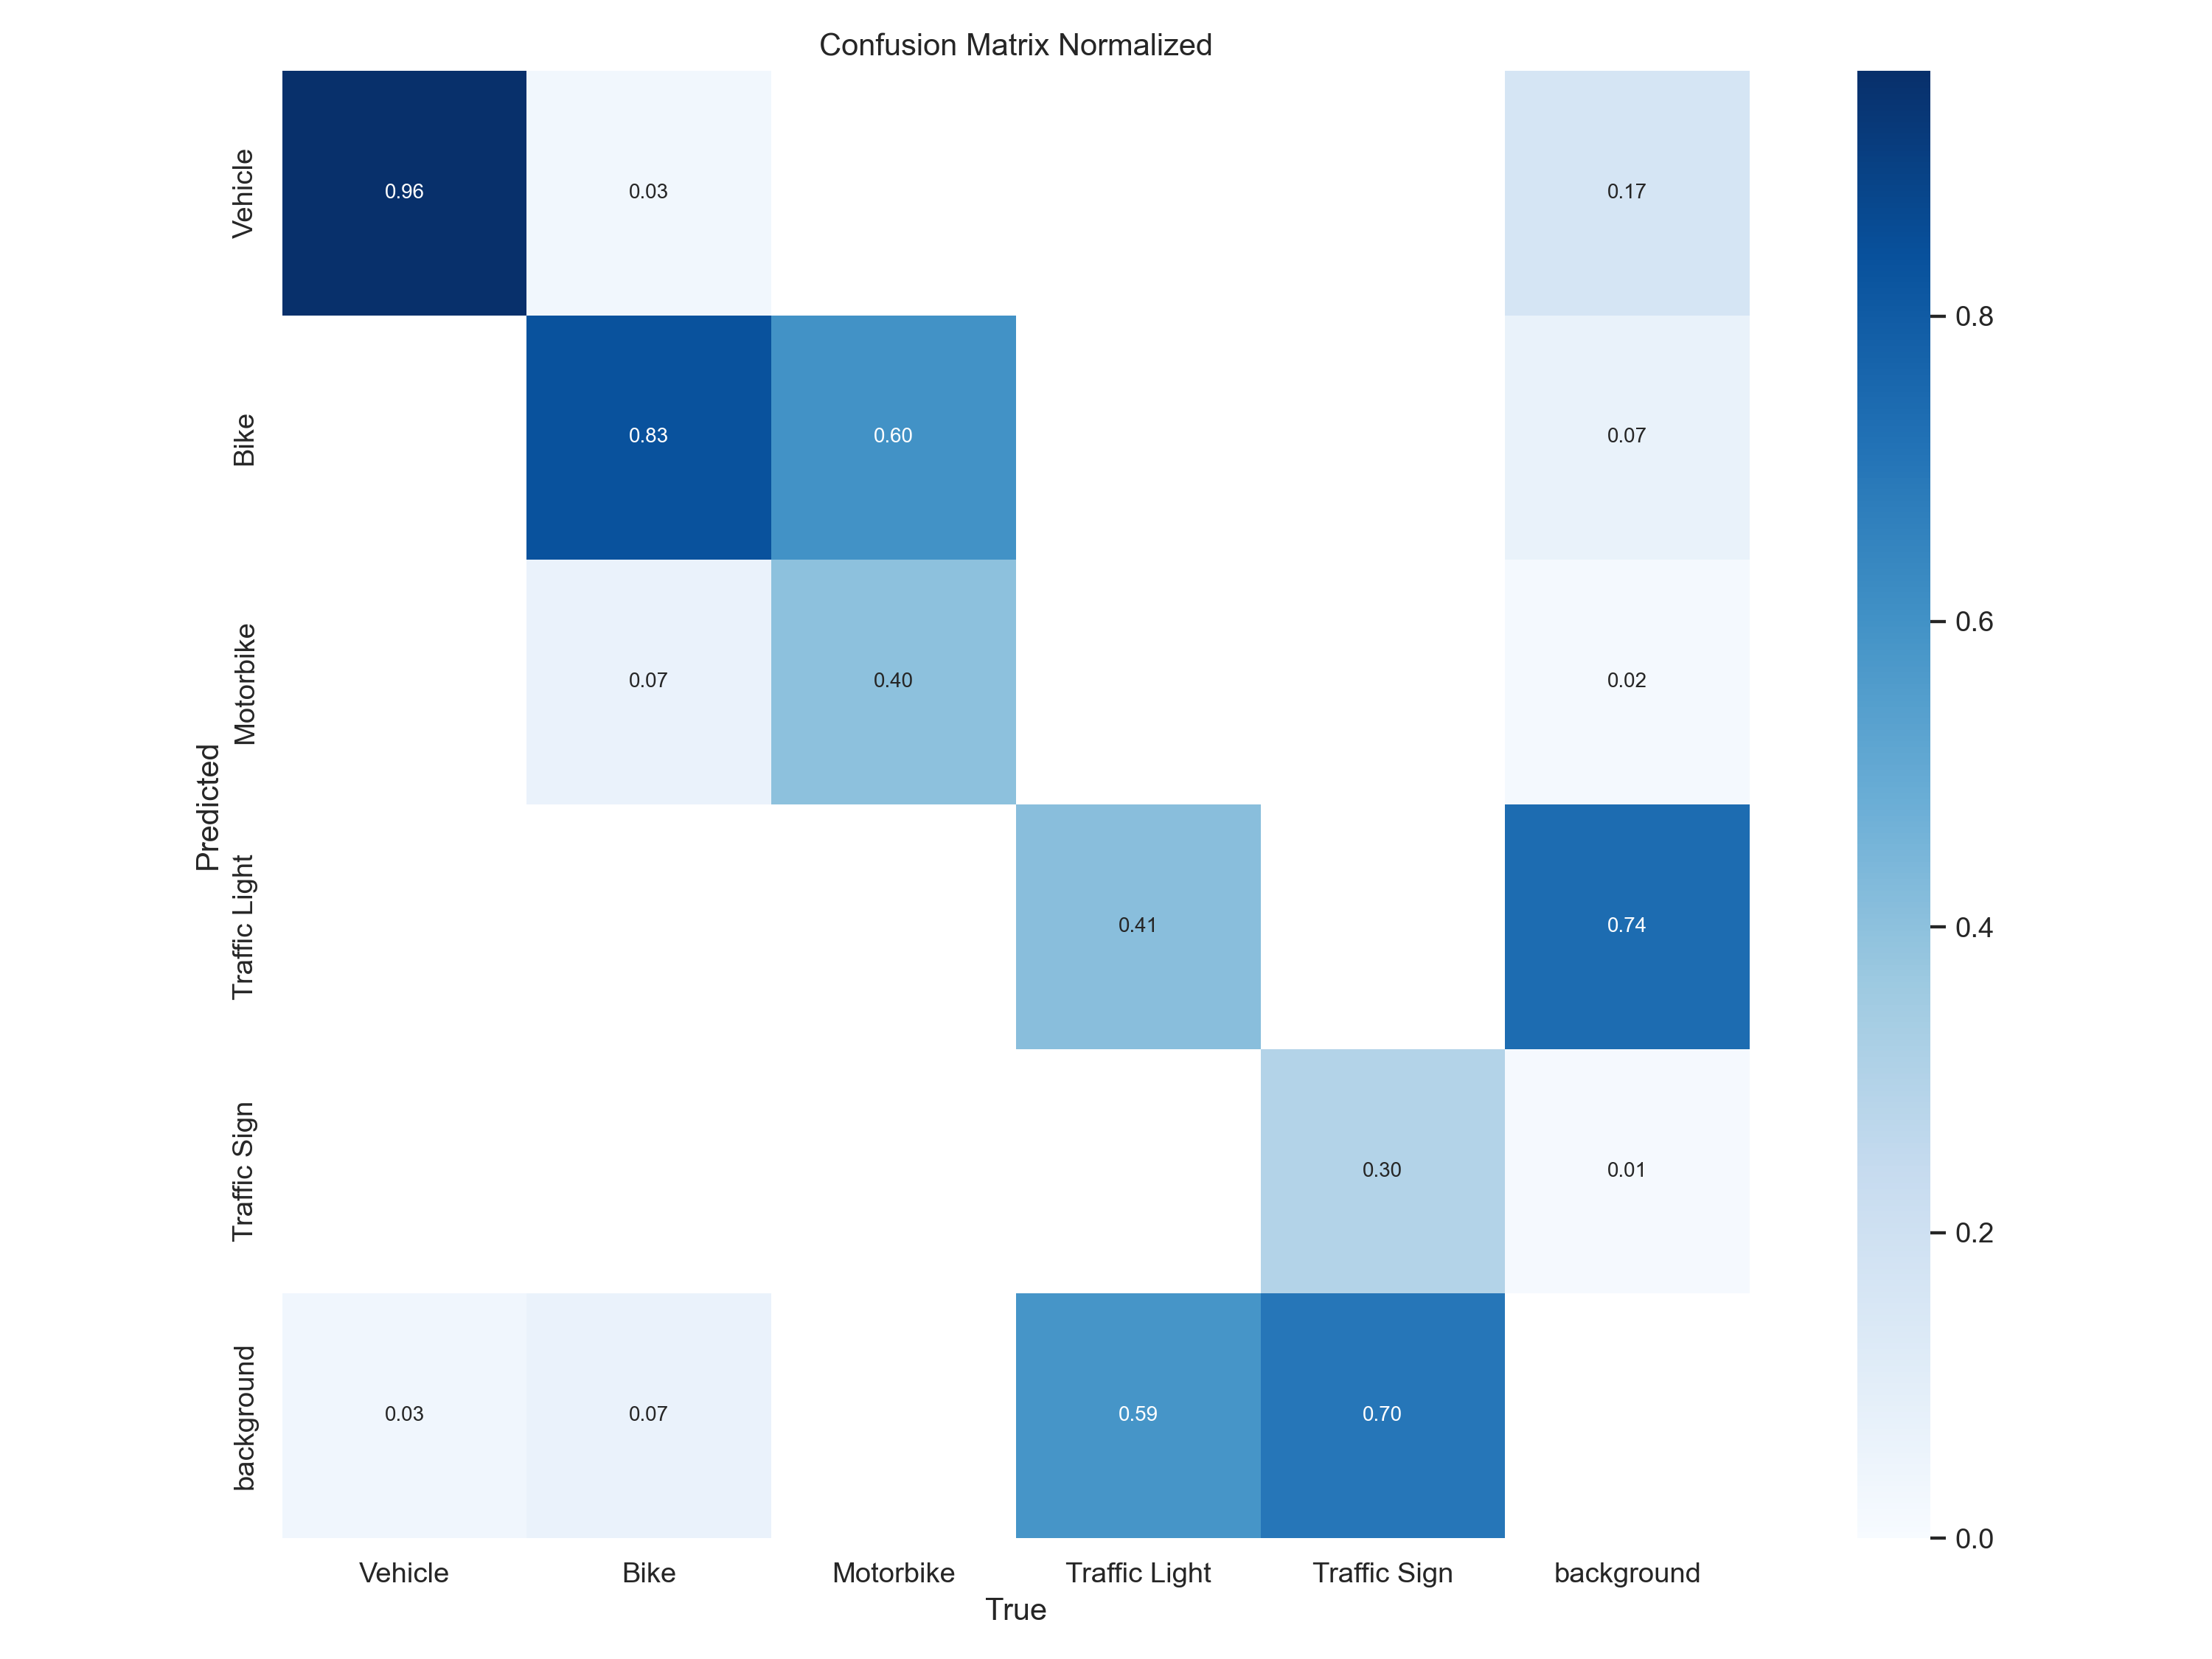 Confusion Matrix Normalized
Vehicle
0.96
0.03
0.17
Bike
0.83
0.60
0.07
0.8
Motorbike
0.07
0.40
0.02
0.6
Predicted
Traffic Light
0.41
0.74
0.4
Traffic Sign
0.30
0.01
0.2
background
0.03
0.07
0.59
0.70
0.0
Vehicle
Bike
Motorbike
Traffic Light
Traffic Sign
background
True